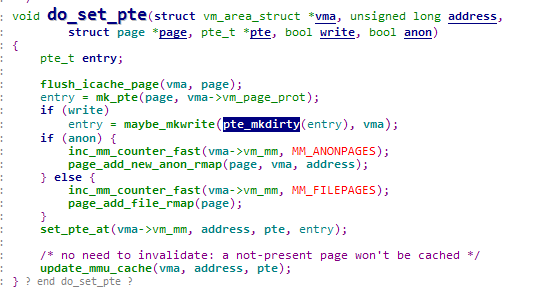 void do_set_pte(struct vm_area_struct *vma, unsigned long address,
        struct page *page, pte_t *pte, bool write, bool anon)
{
    pte_t entry;

    flush_icache_page(vma, page);
    entry = mk_pte(page, vma->vm_page_prot);
    if (write)
        entry = maybe_mkwrite(pte_mkdirty(entry), vma);
    if (anon) {
        inc_mm_counter_fast(vma->vm_mm, MM_ANONPAGES);
        page_add_new_anon_rmap(page, vma, address);
    } else {
        inc_mm_counter_fast(vma->vm_mm, MM_FILEPAGES);
        page_add_file_rmap(page);
    }
    set_pte_at(vma->vm_mm, address, pte, entry);

    /* no need to invalidate: a not-present page won't be cached */
    update_mmu_cache(vma, address, pte);
} ? end do_set_pte ?